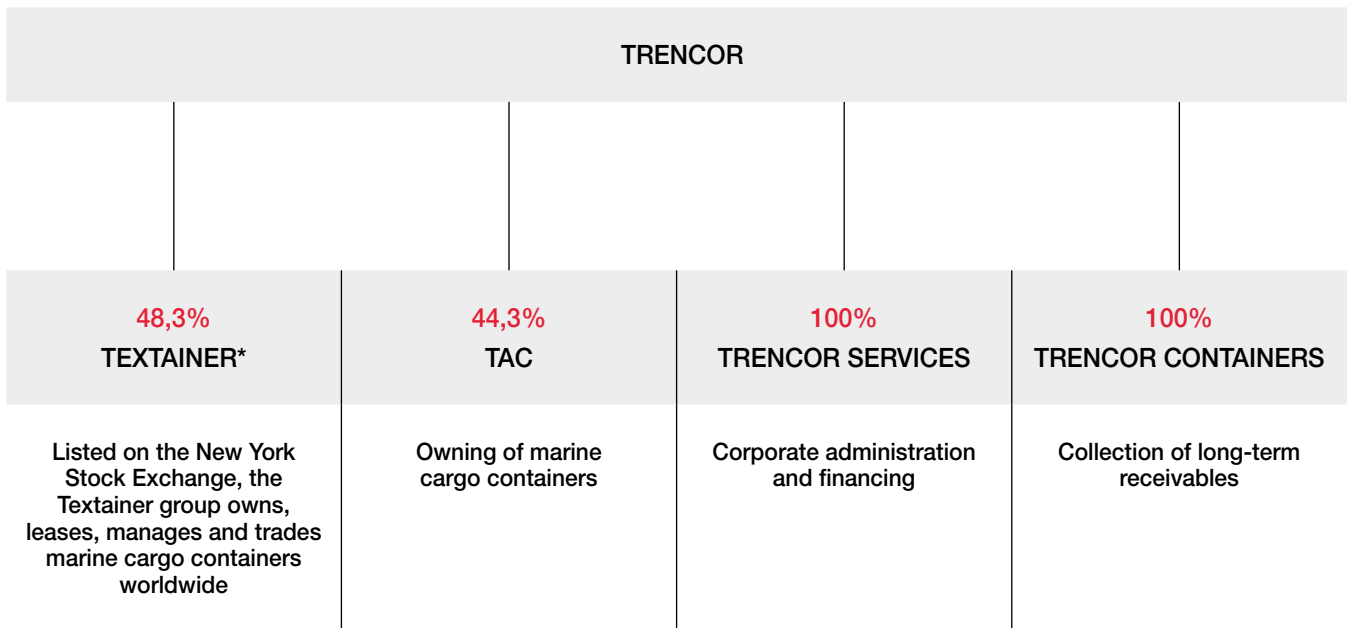 TRENCOR
48,3%
TEXTAINER*
Listed on the New York
Stock Exchange, the
Textainer group owns,
leases, manages and trades
marine cargo containers
worldwide
44,3%
TAC
Owning of marine
cargo containers
100%
TRENCOR SERVICES
Corporate administration
and financing
100%
TRENCOR CONTAINERS
Collection of long-term
receivables